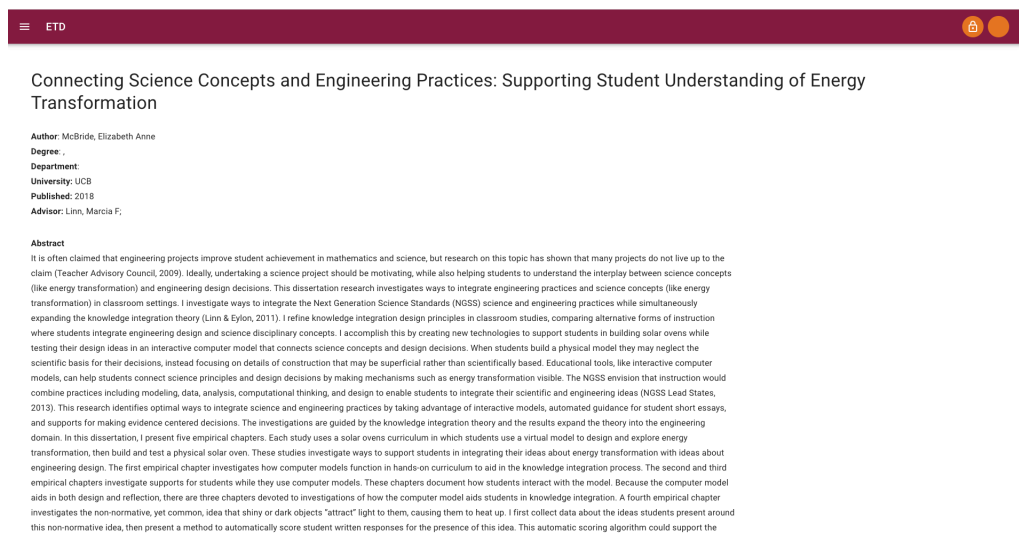 ETD
Connecting Science Concepts and Engineering Practices: Supporting Student Understanding of Energy
Transformation
Author: McBride, Elizabeth Anne
Degree: ,
Department:
University: UCB
Published: 2018
Advisor: Linn, Marcia F;
Abstract
It is often claimed that engineering projects improve student achievement in mathematics and science, but research on this topic has shown that many projects do not live up to the
claim (Teacher Advisory Council, 2009). Ideally, undertaking a science project should be motivating, while also helping students to understand the interplay between science concepts
(like energy transformation) and engineering design decisions. This dissertation research investigates ways to integrate engineering practices and science concepts (like energy
transformation) in classroom settings. I investigate ways to integrate the Next Generation Science Standards (NGSS) science and engineering practices while simultaneously
expanding the knowledge integration theory (Linn & Eylon, 2011). I refine knowledge integration design principles in classroom studies, comparing alternative forms of instruction
where students integrate engineering design and science disciplinary concepts. I accomplish this by creating new technologies to support students in building solar ovens while
testing their design ideas in an interactive computer model that connects science concepts and design decisions. When students build a physical model they may neglect the
scientific basis for their decisions, instead focusing on details of construction that may be superficial rather than scientifically based. Educational tools, like interactive computer
models, can help students connect science principles and design decisions by making mechanisms such as energy transformation visible. The NGSS envision that instruction would
combine practices including modeling, data, analysis, computational thinking, and design to enable students to integrate their scientific and engineering ideas (NGSS Lead States,
2013). This research identifies optimal ways to integrate science and engineering practices by taking advantage of interactive models, automated guidance for student short essays,
and supports for making evidence centered decisions. The investigations are guided by the knowledge integration theory and the results expand the theory into the engineering
domain. In this dissertation, I present five empirical chapters. Each study uses a solar ovens curriculum in which students use a virtual model to design and explore energy
transformation, then build and test a physical solar oven. These studies investigate ways to support students in integrating their ideas about energy transformation with ideas about
engineering design. The first empirical chapter investigates how computer models function in hands-on curriculum to aid in the knowledge integration process. The second and third
empirical chapters investigate supports for students while they use computer models. These chapters document how students interact with the model. Because the computer model
aids in both design and reflection, there are three chapters devoted to investigations of how the computer model aids students in knowledge integration. A fourth empirical chapter
investigates the non-normative, yet common, idea that shiny or dark objects "attract" light to them, causing them to heat up. I first collect data about the ideas students present around
this non-normative idea, then present a method to automatically score student written responses for the presence of this idea. This automatic scoring algorithm could support the